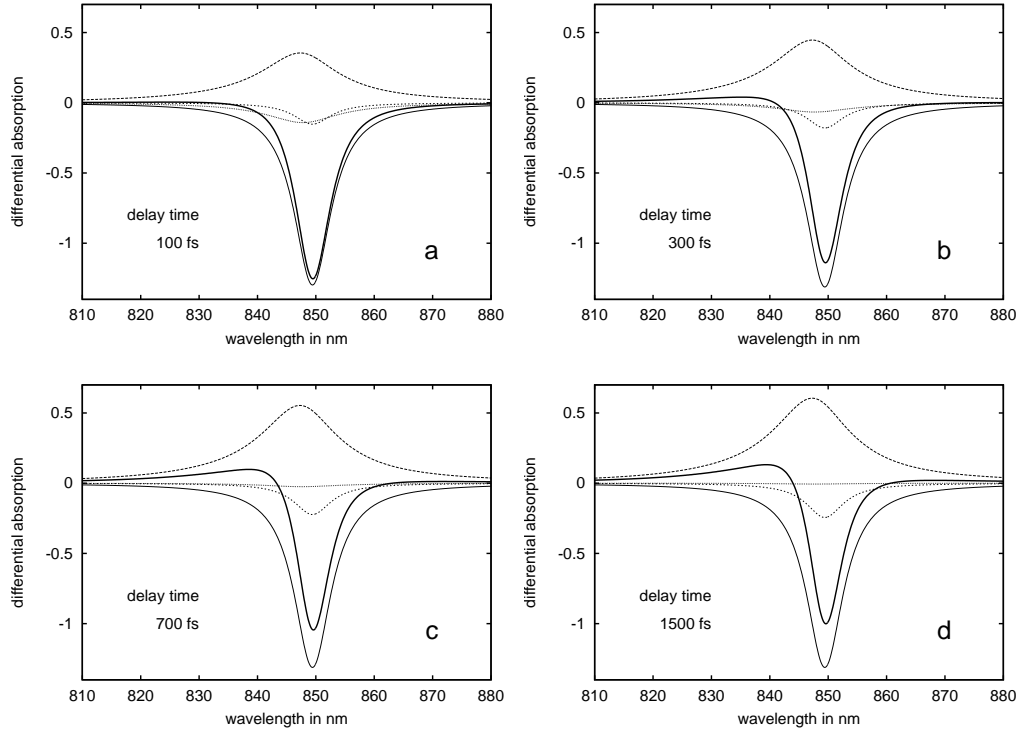 differential absorption
0.5
0
-0.5
-1
delay time
100 fs
a
810 820 830 840 850 860 870 880
wavelength in nm
differential absorption
0.5
0
-0.5
-1
delay time
300 fs
b
810 820 830 840 850 860 870 880
wavelength in nm
differential absorption
0.5
0
-0.5
-1
delay time
700 fs
c
810 820 830 840 850 860 870 880
wavelength in nm
differential absorption
0.5
0
-0.5
-1
delay time
1500 fs
d
810 820 830 840 850 860 870 880
wavelength in nm